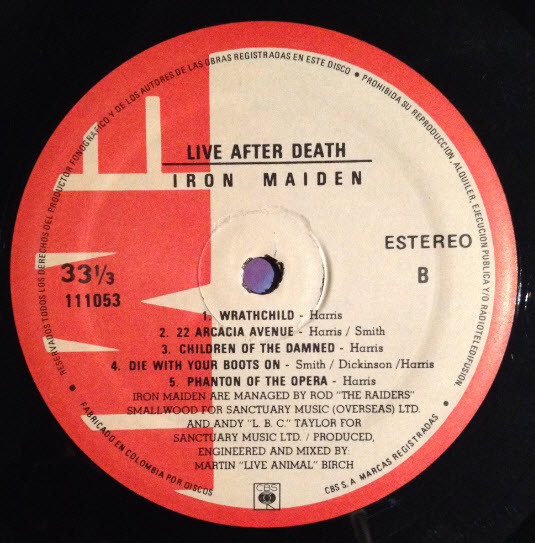 RESERVADOS TODOS LOS DERECHOS DEL PRODUCTOR FONOGRAFICO Y DE LOS AUTORES DE LAS OBRAS REGISTRADAS EN ESTE DISCO • PROHIBIDA SU REPRODUCCION, ALQUILER, EJECUCION PUBLICA Y/O RADIOTELEDIFUSION.
LIVE AFTER DEATH
IRON MAIDEN
ESTEREO
33⅓
B
111053
1. WRATHCHILD - Harris
2. 22 ARCACIA AVENUE - Harris / Smith
3. CHILDREN OF THE DAMNED - Harris
4. DIE WITH YOUR BOOTS ON - Smith / Dickinson /Harris
5. PHANTON OF THE OPERA - Harris
IRON MAIDEN ARE MANAGED BY ROD "THE RAIDERS"
SMALLWOOD FOR SANCTUARY MUSIC (OVERSEAS) LTD.
AND ANDY "L. B. C." TAYLOR FOR
SANCTUARY MUSIC LTD. / PRODUCED,
ENGINEERED AND MIXED BY.
MARTIN "LIVE ANIMAL" BIRCH
CBS
• FABRICADO EN COLOMBIA POR DISCOS
CBS S. A MARCAS REGISTRADAS •